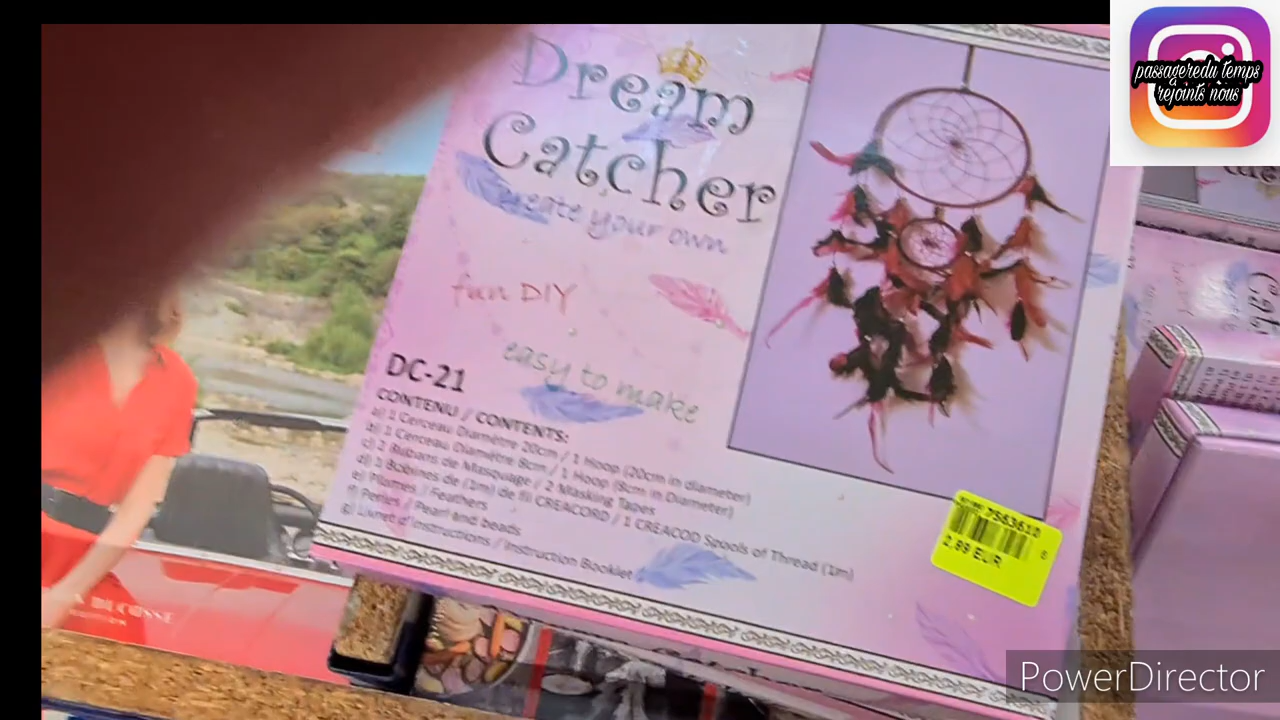 passageredu temps
rejoints nous
Dream
Catcher
create your own
fun DIY
easy to make
DC-21
CONTENU / CONTENTS:
a) 1 Cerceau Diamètre 20cm / 1 Hoop (20cm in diameter)
b) 1 Cerceau Diamètre 8cm / 1 Hoop (8cm in Diameter)
c) 2 Rubans de Masquage / 2 Masking Tapes
d) 1 Bobines de (1m) de fil CREACORD / 1 CREACOD Spools of Thread (1m)
e) Plumes / Feathers
f) Perles / Pearl and beads
g) Livret d'Instructions / Instruction Booklet
2563610
2.99 EUR
PowerDirector